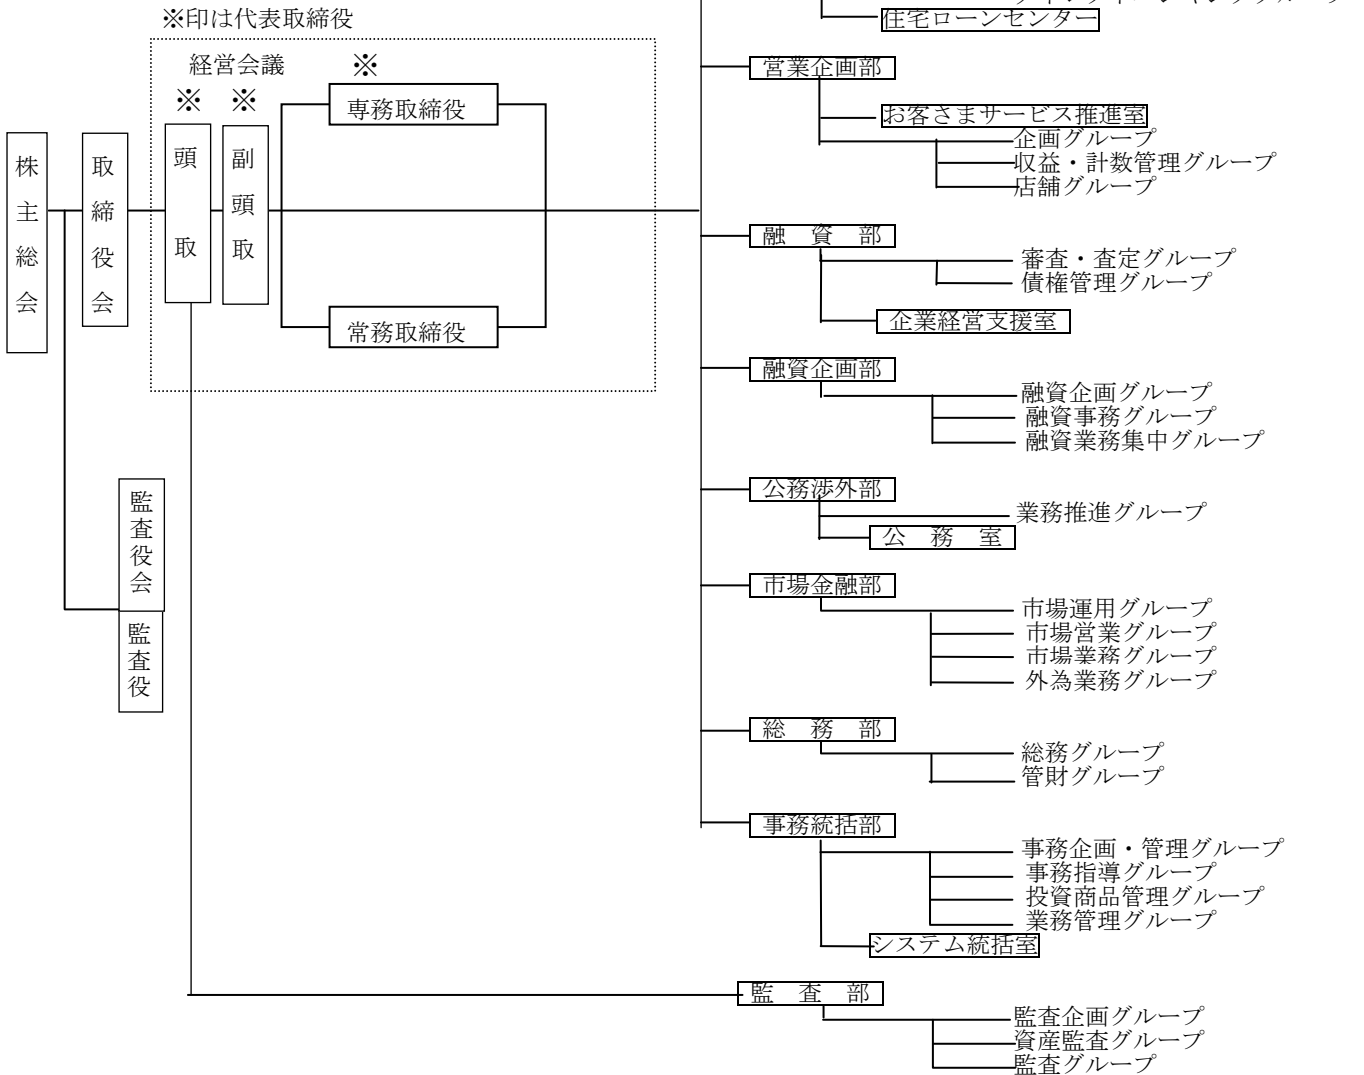 ※印は代表取締役
経営会議
※
※
※
専務取締役
常務取締役
株主総会
取締役会
頭取
副頭取
監査役会
監査役
住宅ローンセンター
営業企画部
お客さまサービス推進室
企画グループ
収益・計数管理グループ
店舗グループ
融 資 部
審査・査定グループ
債権管理グループ
企業経営支援室
融資企画部
融資企画グループ
融資事務グループ
融資業務集中グループ
公務渉外部
業務推進グループ
公 務 室
市場金融部
市場運用グループ
市場営業グループ
市場業務グループ
外為業務グループ
総 務 部
総務グループ
管財グループ
事務統括部
事務企画・管理グループ
事務指導グループ
投資商品管理グループ
業務管理グループ
システム統括室
監 査 部
監査企画グループ
資産監査グループ
監査グループ